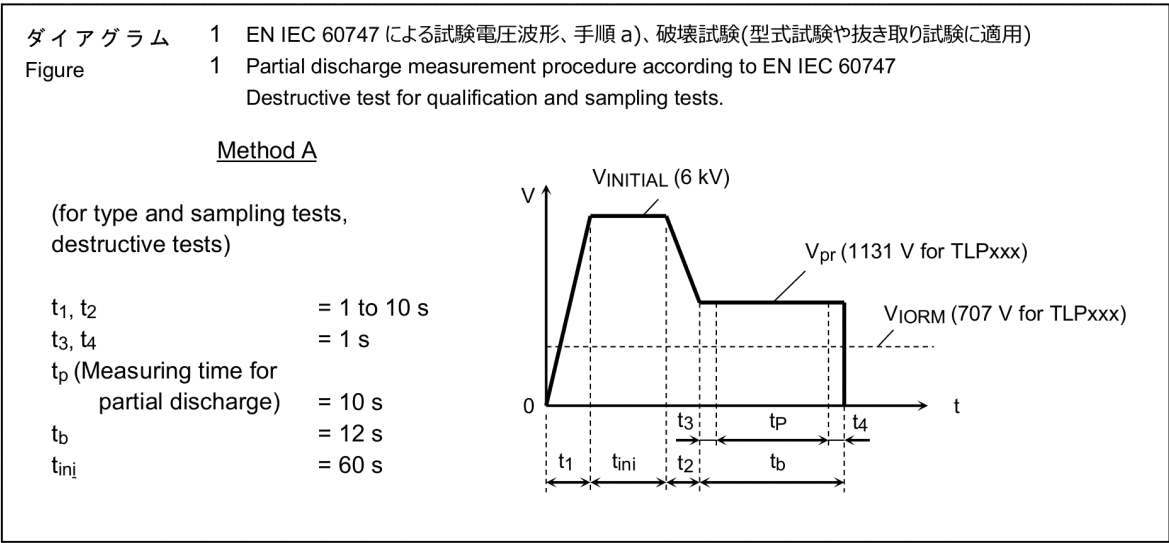 ダイアグラム 1 EN IEC 60747 による試験電圧波形、手順 a)、破壊試験(型式試験や抜き取り試験に適用)
Figure 1 Partial discharge measurement procedure according to EN IEC 60747
Destructive test for qualification and sampling tests.
Method A
(for type and sampling tests,
destructive tests)
t1, t2 = 1 to 10 s
t3, t4 = 1 s
tp (Measuring time for
partial discharge) = 10 s
tb = 12 s
tini = 60 s
V
VINITIAL (6 kV)
Vpr (1131 V for TLPxxx)
VIORM (707 V for TLPxxx)
0
t
t3 tP t4
t1 tini t2 tb